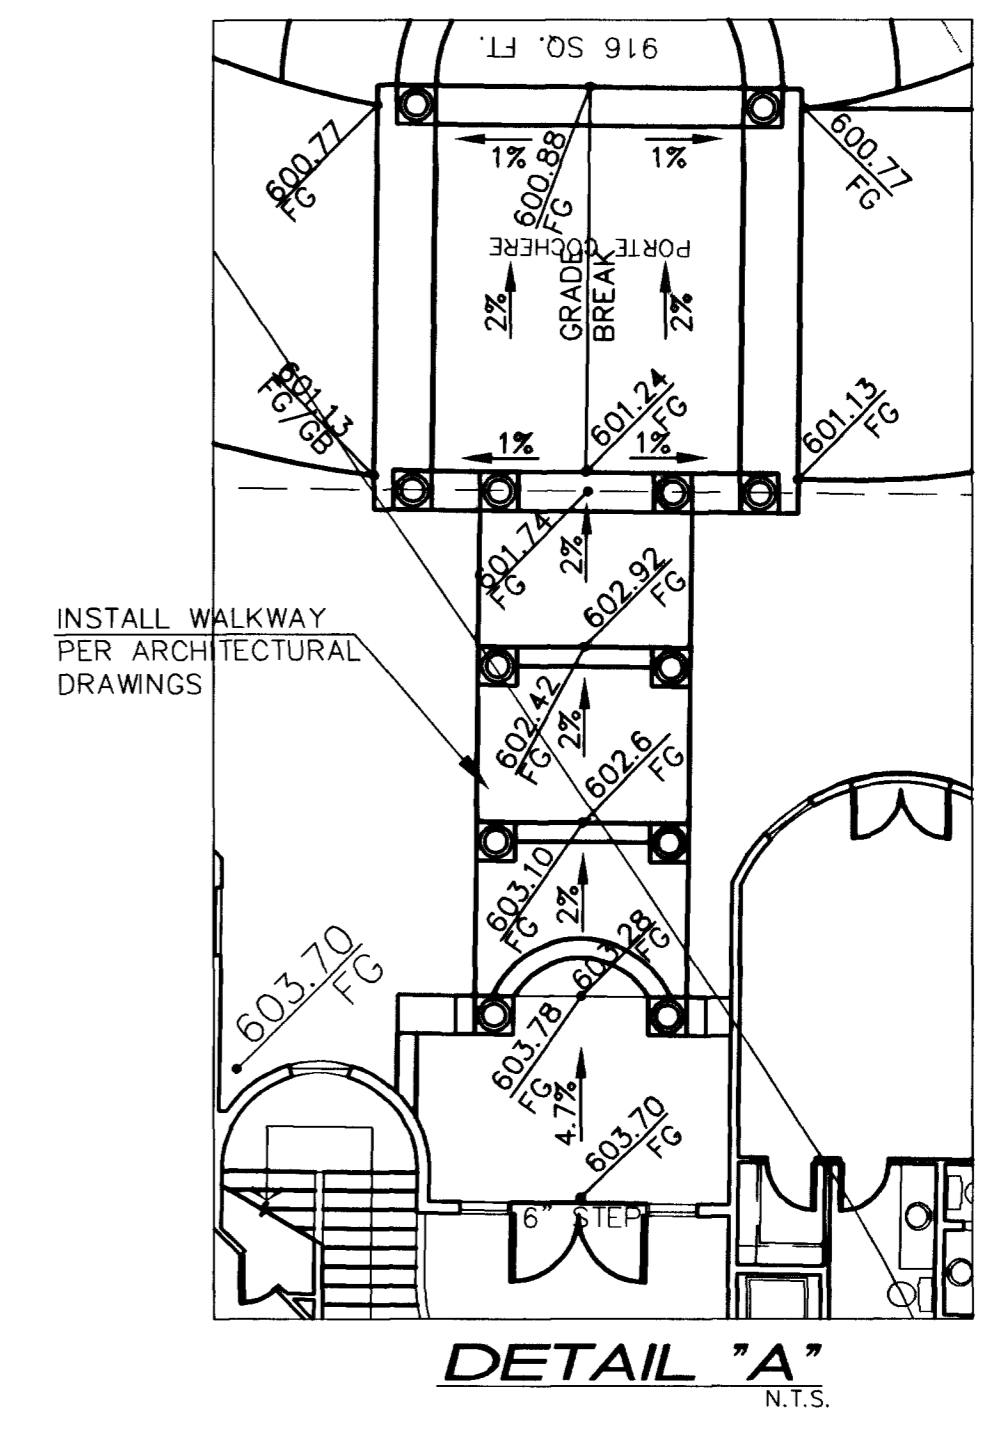 916 SQ. FT.
600.77
FG
1%
600.88
FG
1%
600.77
FG
PORTE COCHERE
2%
GRADE
BREAK
2%
601.13
FG/GB
1%
601.24
FG
1%
601.13
FG
601.74
FG
2%
602.92
FG
INSTALL WALKWAY
PER ARCHITECTURAL
DRAWINGS
602.42
FG
2%
602.6
FG
603.10
FG
2%
603.28
FG
603.70
FG
603.78
FG
4.7%
603.70
FG
6" STEP
DETAIL "A"
N.T.S.